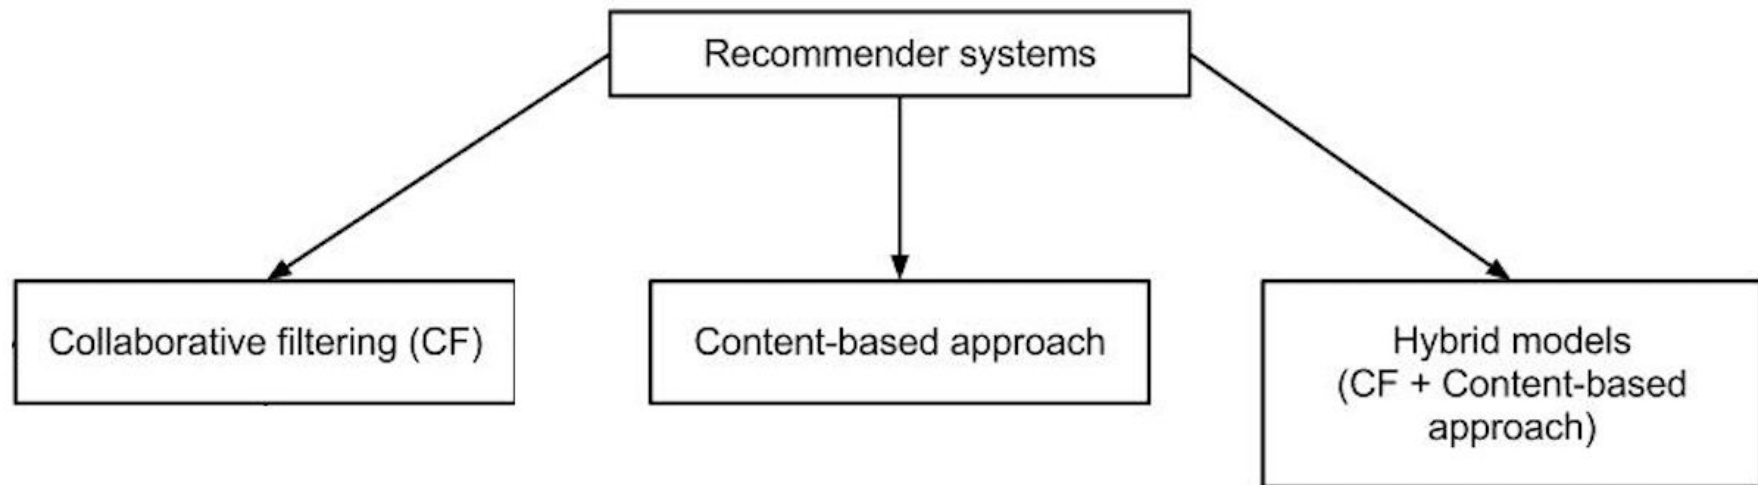 Recommender systems
Collaborative filtering (CF)
Content-based approach
Hybrid models
(CF + Content-based
approach)